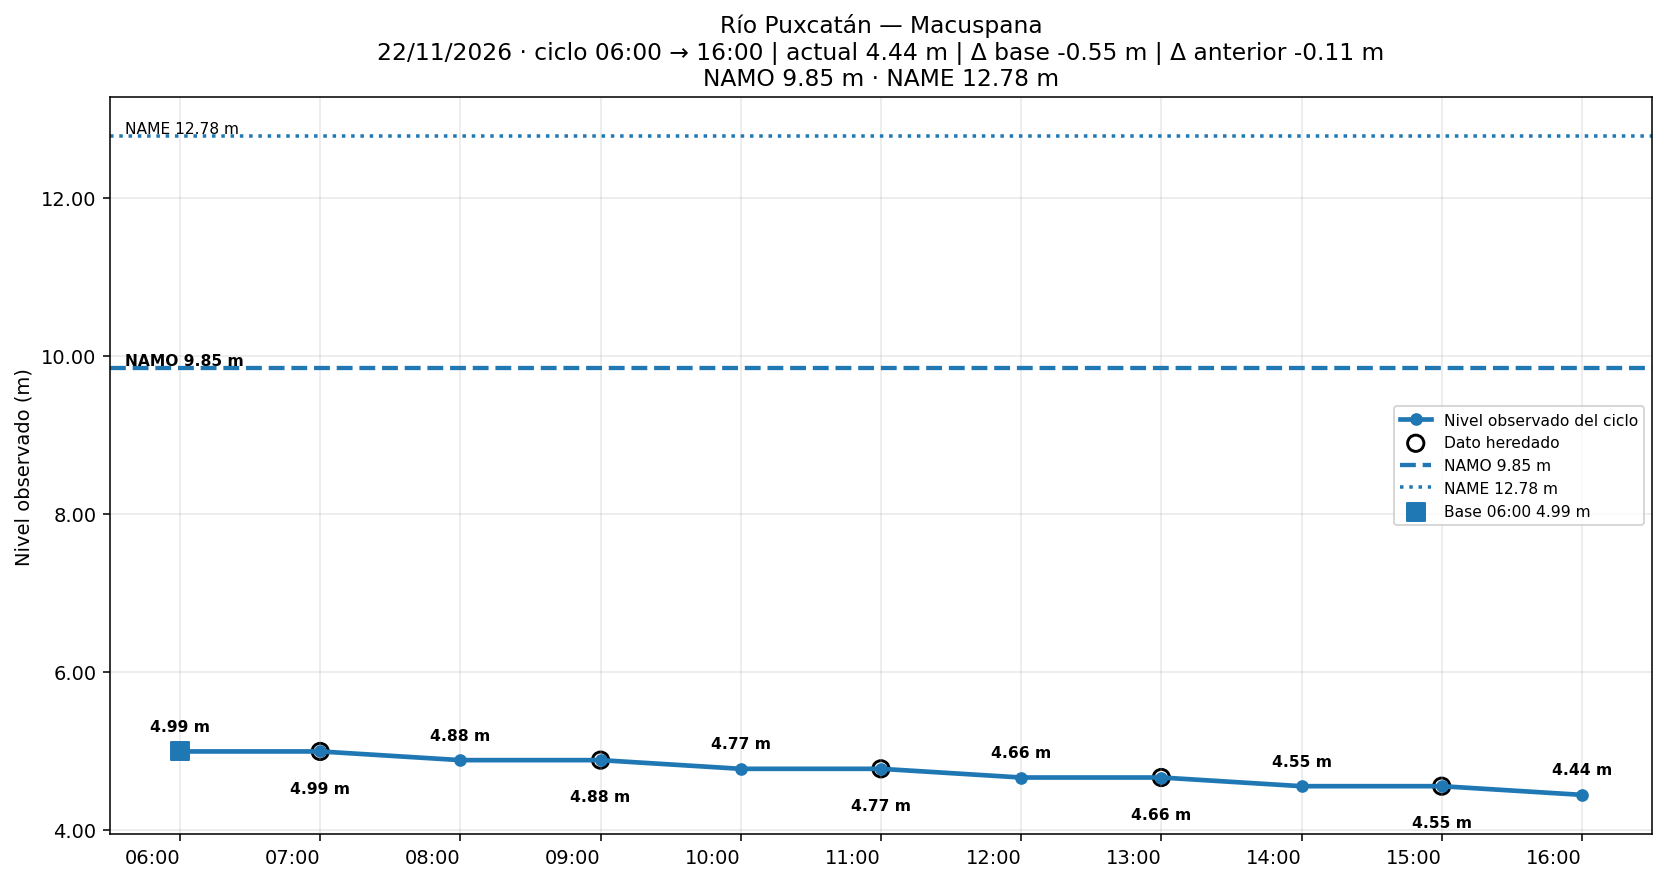 Río Puxcatán — Macuspana
22/11/2026 · ciclo 06:00 → 16:00 | actual 4.44 m | Δ base -0.55 m | Δ anterior -0.11 m
NAMO 9.85 m · NAME 12.78 m
NAME 12.78 m
12.00
10.00
NAMO 9.85 m
Nivel observado (m)
Nivel observado del ciclo
Dato heredado
NAMO 9.85 m
NAME 12.78 m
Base 06:00 4.99 m
8.00
6.00
4.99 m
4.99 m
4.88 m
4.88 m
4.77 m
4.77 m
4.66 m
4.66 m
4.55 m
4.55 m
4.44 m
4.00
06:00 07:00 08:00 09:00 10:00 11:00 12:00 13:00 14:00 15:00 16:00